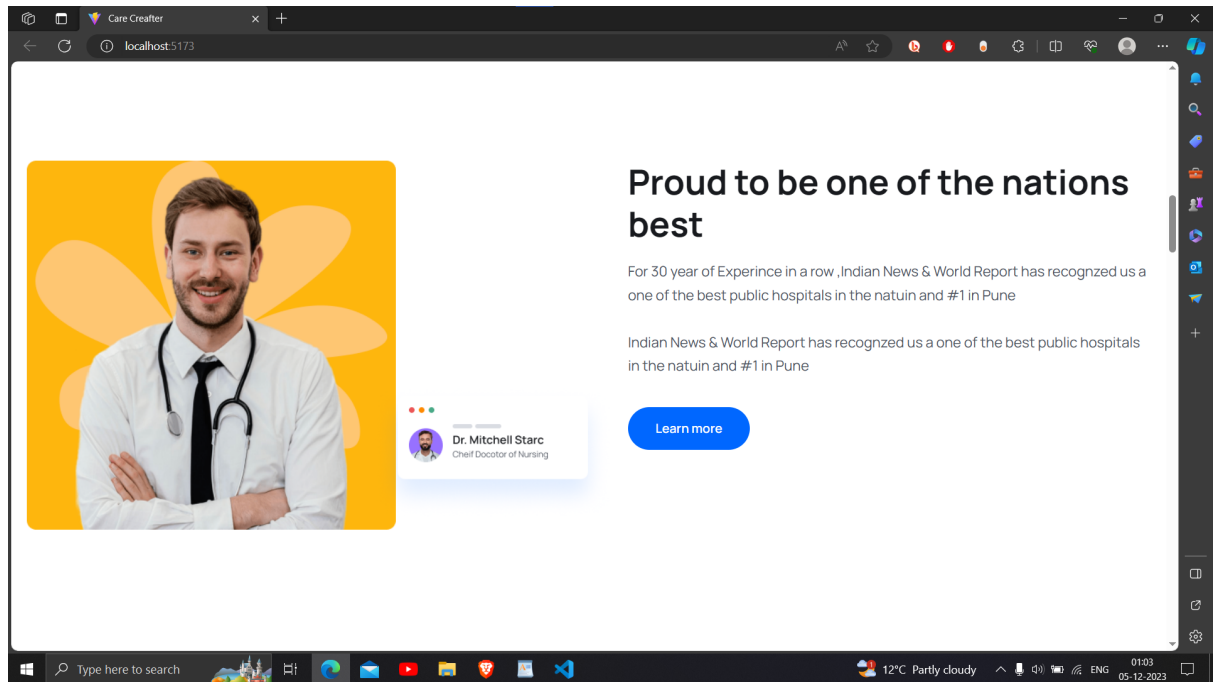 Care Creafter
localhost:5173
Proud to be one of the nations
best
For 30 year of Experince in a row ,Indian News & World Report has recognzed us a
one of the best public hospitals in the natuin and #1 in Pune
Indian News & World Report has recognzed us a one of the best public hospitals
in the natuin and #1 in Pune
Learn more
Dr. Mitchell Starc
Cheif Docotor of Nursing
Type here to search
12°C Partly cloudy
ENG
01:03
05-12-2023